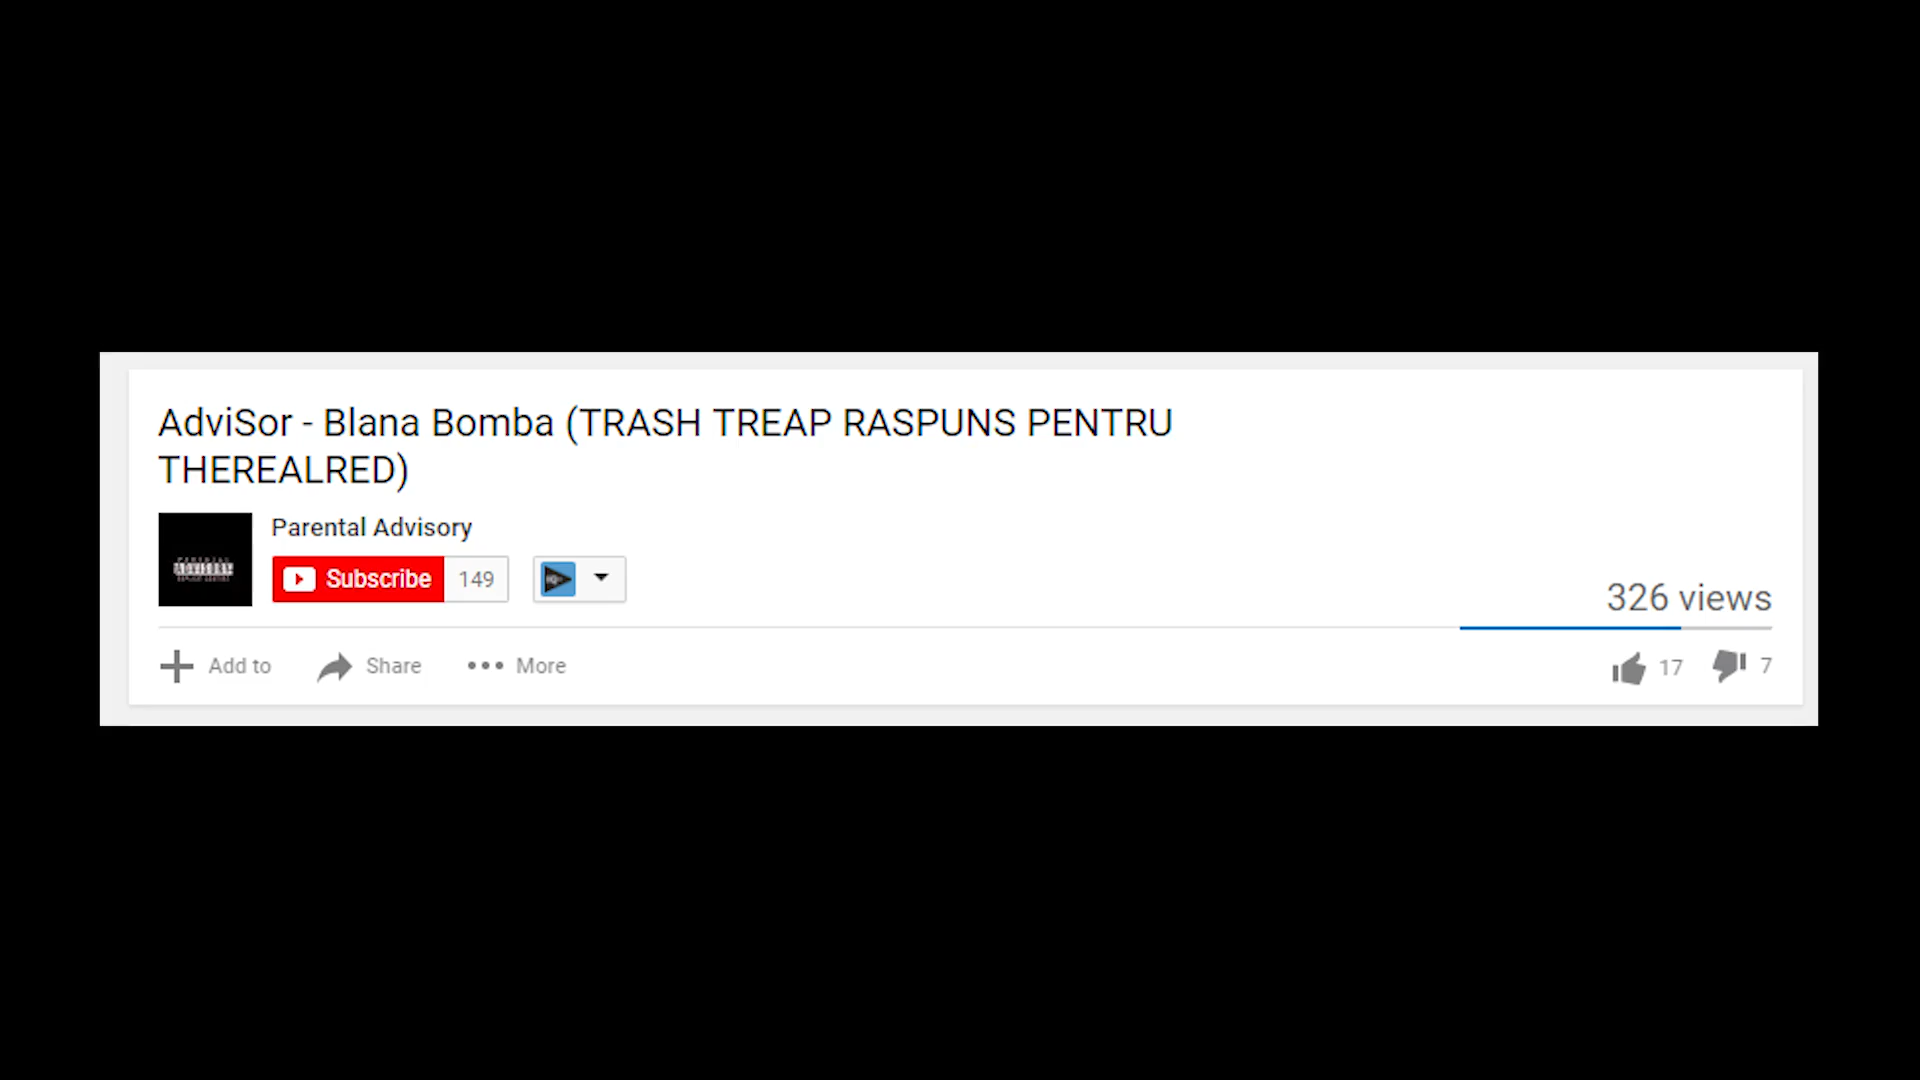 AdviSor - Blana Bomba (TRASH TREAP RASPUNS PENTRU
THEREALRED)
Parental Advisory
ADVISORY
Subscribe 149
326 views
Add to Share More 17 7